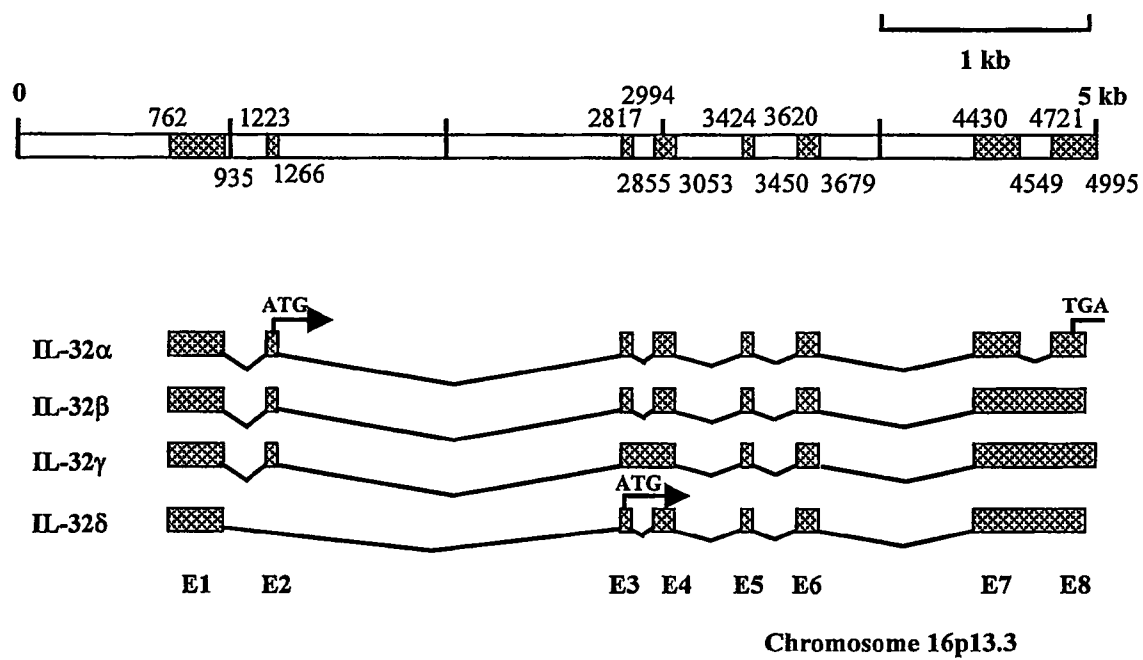 1 kb
0
5 kb
762 1223 2817 2994 3424 3620 4430 4721
935 1266 2855 3053 3450 3679 4549 4995
ATG TGA
IL-32α
IL-32β
IL-32γ
ATG
IL-32δ
E1 E2 E3 E4 E5 E6 E7 E8
Chromosome 16p13.3